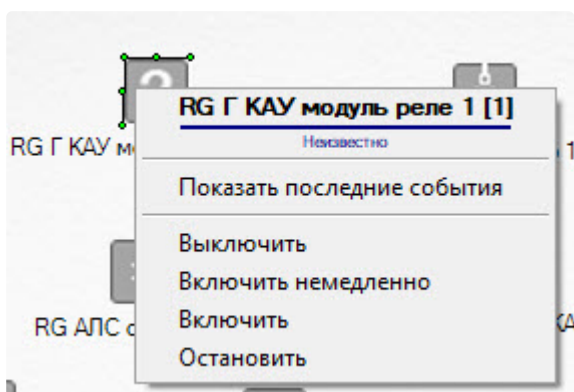 RG Г КАУ модуль реле 1 [1]
Неизвестно
RG Г КАУ м
1
Показать последние события
Выключить
Включить немедленно
RG АЛС с
Включить
Остановить